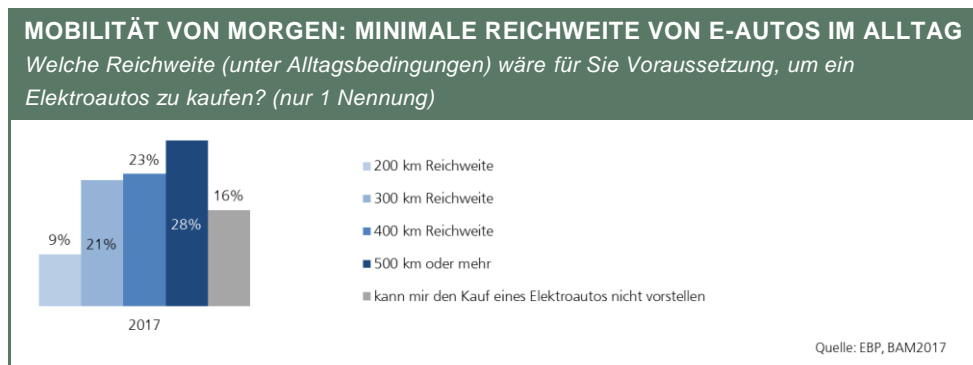 MOBILITÄT VON MORGEN: MINIMALE REICHWEITE VON E-AUTOS IM ALLTAG
Welche Reichweite (unter Alltagsbedingungen) wäre für Sie Voraussetzung, um ein
Elektroautos zu kaufen? (nur 1 Nennung)
9%
21%
23%
28%
16%
2017
200 km Reichweite
300 km Reichweite
400 km Reichweite
500 km oder mehr
kann mir den Kauf eines Elektroautos nicht vorstellen
Quelle: EBP, BAM2017